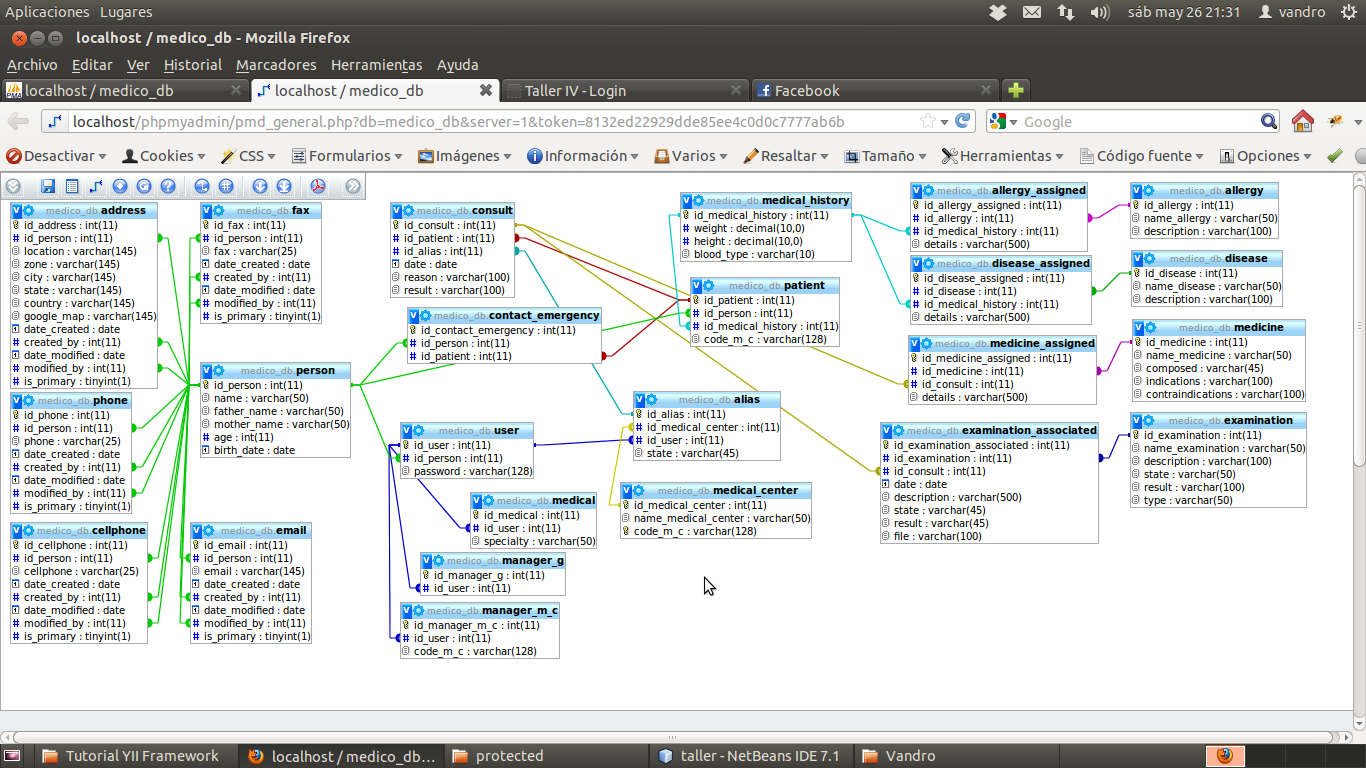 Aplicaciones Lugares
sáb may 26 21:31 vandro
localhost / medico_db - Mozilla Firefox
Archivo Editar Ver Historial Marcadores Herramientas Ayuda
localhost / medico_db
localhost / medico_db
Taller IV - Login
Facebook
localhost/phpmyadmin/pmd_general.php?db=medico_db&server=1&token=8132ed22929dde85ee4c0d0c7777ab6b
Google
Desactivar Cookies CSS Formularios Imágenes Información Varios Resaltar Tamaño Herramientas Código fuente Opciones
medico_db.address
id_address : int(11)
id_person : int(11)
location : varchar(145)
zone : varchar(145)
city : varchar(145)
state : varchar(145)
country : varchar(145)
google_map : varchar(145)
date_created : date
created_by : int(11)
date_modified : date
modified_by : int(11)
is_primary : tinyint(1)
medico_db.phone
id_phone : int(11)
id_person : int(11)
phone : varchar(25)
date_created : date
created_by : int(11)
date_modified : date
modified_by : int(11)
is_primary : tinyint(1)
medico_db.cellphone
id_cellphone : int(11)
id_person : int(11)
cellphone : varchar(25)
date_created : date
created_by : int(11)
date_modified : date
modified_by : int(11)
is_primary : tinyint(1)
medico_db.fax
id_fax : int(11)
id_person : int(11)
fax : varchar(25)
date_created : date
created_by : int(11)
date_modified : date
modified_by : int(11)
is_primary : tinyint(1)
medico_db.person
id_person : int(11)
name : varchar(50)
father_name : varchar(50)
mother_name : varchar(50)
age : int(11)
birth_date : date
medico_db.email
id_email : int(11)
id_person : int(11)
email : varchar(145)
date_created : date
created_by : int(11)
date_modified : date
modified_by : int(11)
is_primary : tinyint(1)
medico_db.consult
id_consult : int(11)
id_patient : int(11)
id_alias : int(11)
date : date
reason : varchar(100)
result : varchar(100)
medico_db.contact_emergency
id_contact_emergency : int(11)
id_person : int(11)
id_patient : int(11)
medico_db.user
id_user : int(11)
id_person : int(11)
password : varchar(128)
medico_db.medical
id_medical : int(11)
id_user : int(11)
specialty : varchar(50)
medico_db.manager_g
id_manager_g : int(11)
id_user : int(11)
medico_db.manager_m_c
id_manager_m_c : int(11)
id_user : int(11)
code_m_c : varchar(128)
medico_db.medical_history
id_medical_history : int(11)
weight : decimal(10,0)
height : decimal(10,0)
blood_type : varchar(10)
medico_db.patient
id_patient : int(11)
id_person : int(11)
id_medical_history : int(11)
code_m_c : varchar(128)
medico_db.alias
id_alias : int(11)
id_medical_center : int(11)
id_user : int(11)
state : varchar(45)
medico_db.medical_center
id_medical_center : int(11)
name_medical_center : varchar(50)
code_m_c : varchar(128)
medico_db.allergy_assigned
id_allergy_assigned : int(11)
id_allergy : int(11)
id_medical_history : int(11)
details : varchar(500)
medico_db.disease_assigned
id_disease_assigned : int(11)
id_disease : int(11)
id_medical_history : int(11)
details : varchar(500)
medico_db.medicine_assigned
id_medicine_assigned : int(11)
id_medicine : int(11)
id_consult : int(11)
details : varchar(500)
medico_db.examination_associated
id_examination_associated : int(11)
id_examination : int(11)
id_consult : int(11)
date : date
description : varchar(500)
state : varchar(45)
result : varchar(45)
file : varchar(100)
medico_db.allergy
id_allergy : int(11)
name_allergy : varchar(50)
description : varchar(100)
medico_db.disease
id_disease : int(11)
name_disease : varchar(50)
description : varchar(100)
medico_db.medicine
id_medicine : int(11)
name_medicine : varchar(50)
composed : varchar(45)
indications : varchar(100)
contraindications : varchar(100)
medico_db.examination
id_examination : int(11)
name_examination : varchar(50)
description : varchar(100)
state : varchar(50)
result : varchar(100)
type : varchar(50)
Tutorial YII Framework
localhost / medico_db...
protected
taller - NetBeans IDE 7.1
Vandro